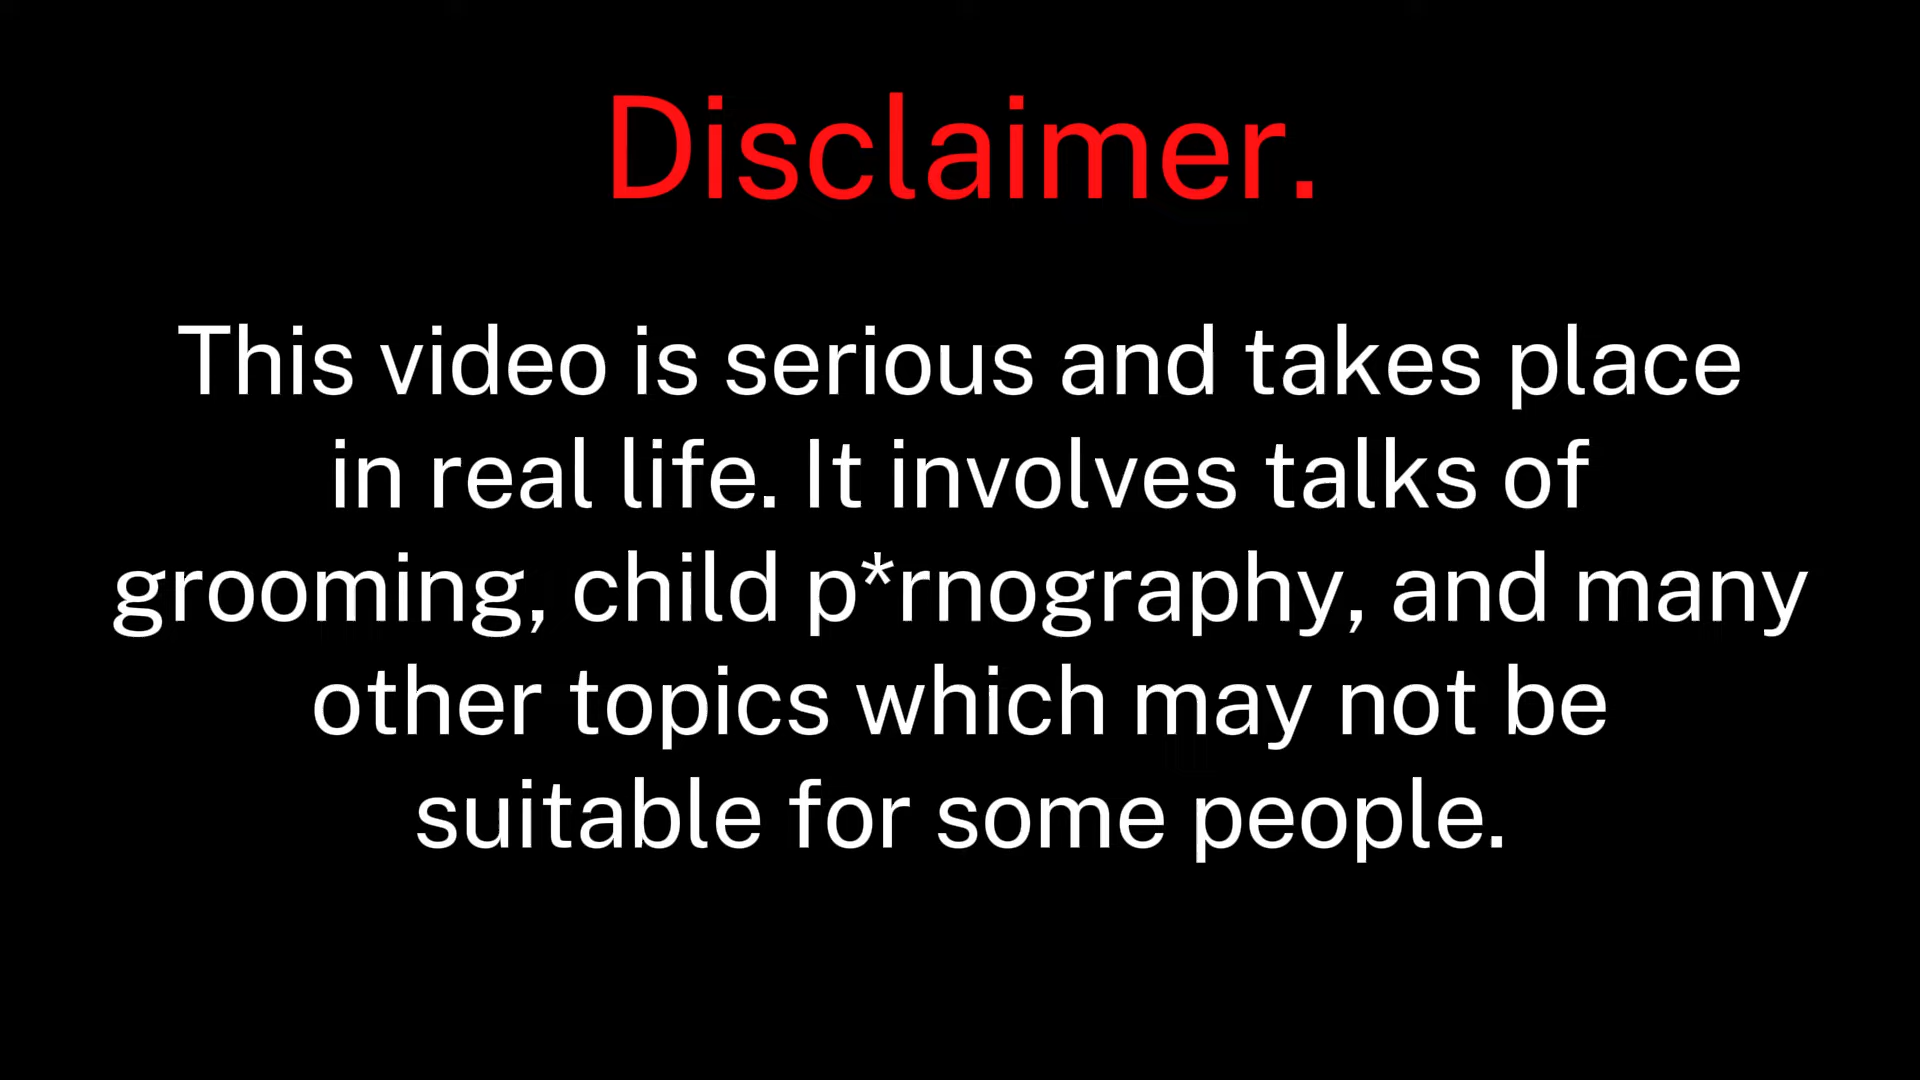 Disclaimer.
This video is serious and takes place
in real life. It involves talks of
grooming, child p*rnography, and many
other topics which may not be
suitable for some people.